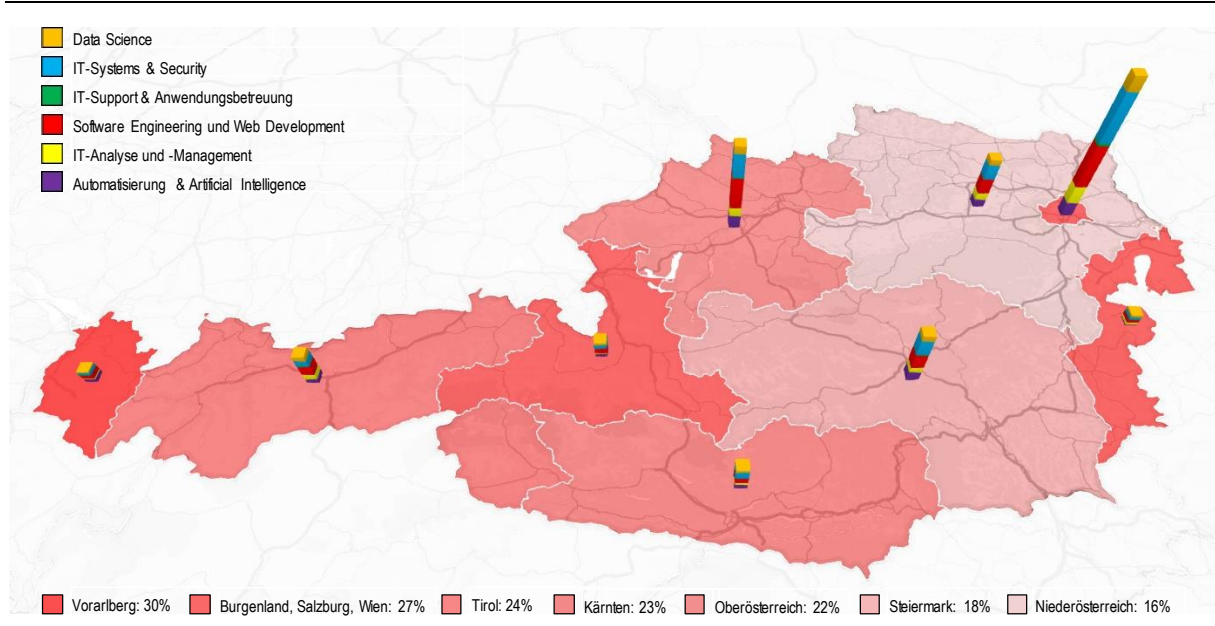 Data Science
IT-Systems & Security
IT-Support & Anwendungsbetreuung
Software Engineering und Web Development
IT-Analyse und -Management
Automatisierung & Artificial Intelligence
Vorarlberg: 30% Burgenland, Salzburg, Wien: 27% Tirol: 24% Kärnten: 23% Oberösterreich: 22% Steiermark: 18% Niederösterreich: 16%